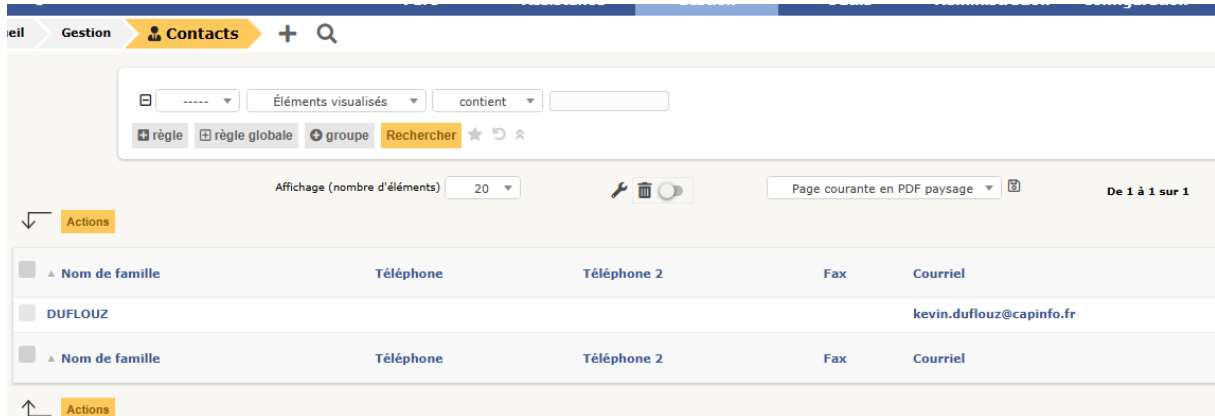 eil Gestion Contacts
----- Éléments visualisés contient
règle règle globale groupe Rechercher
Affichage (nombre d'éléments) 20 Page courante en PDF paysage De 1 à 1 sur 1
Actions
Nom de famille Téléphone Téléphone 2 Fax Courriel
DUFLOUZ kevin.duflouz@capinfo.fr
Nom de famille Téléphone Téléphone 2 Fax Courriel
Actions